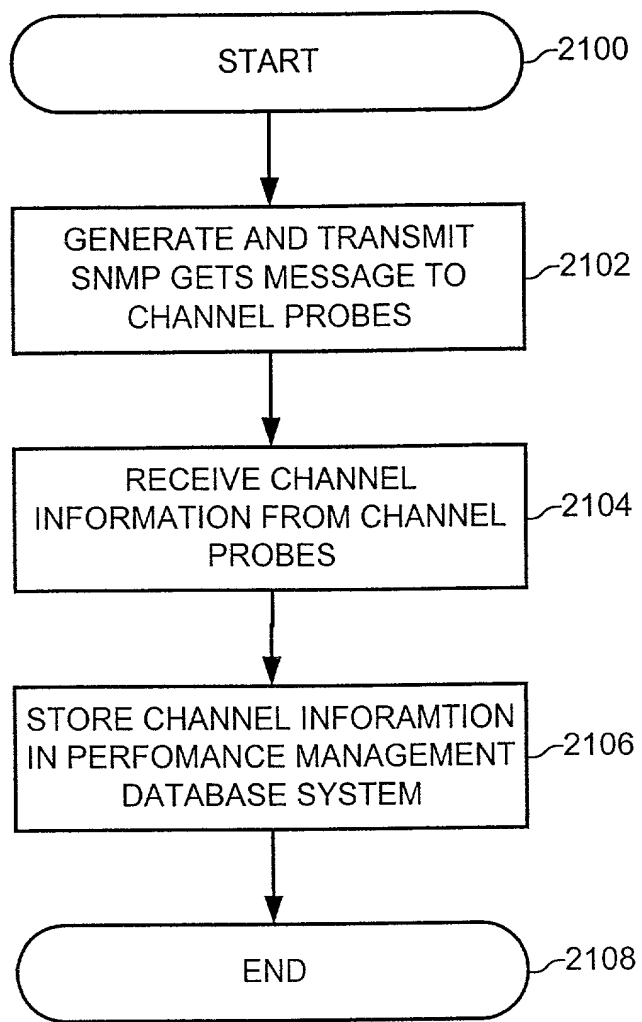 START
2100
GENERATE AND TRANSMIT
SNMP GETS MESSAGE TO
CHANNEL PROBES
2102
RECEIVE CHANNEL
INFORMATION FROM CHANNEL
PROBES
2104
STORE CHANNEL INFORAMTION
IN PERFOMANCE MANAGEMENT
DATABASE SYSTEM
2106
END
2108